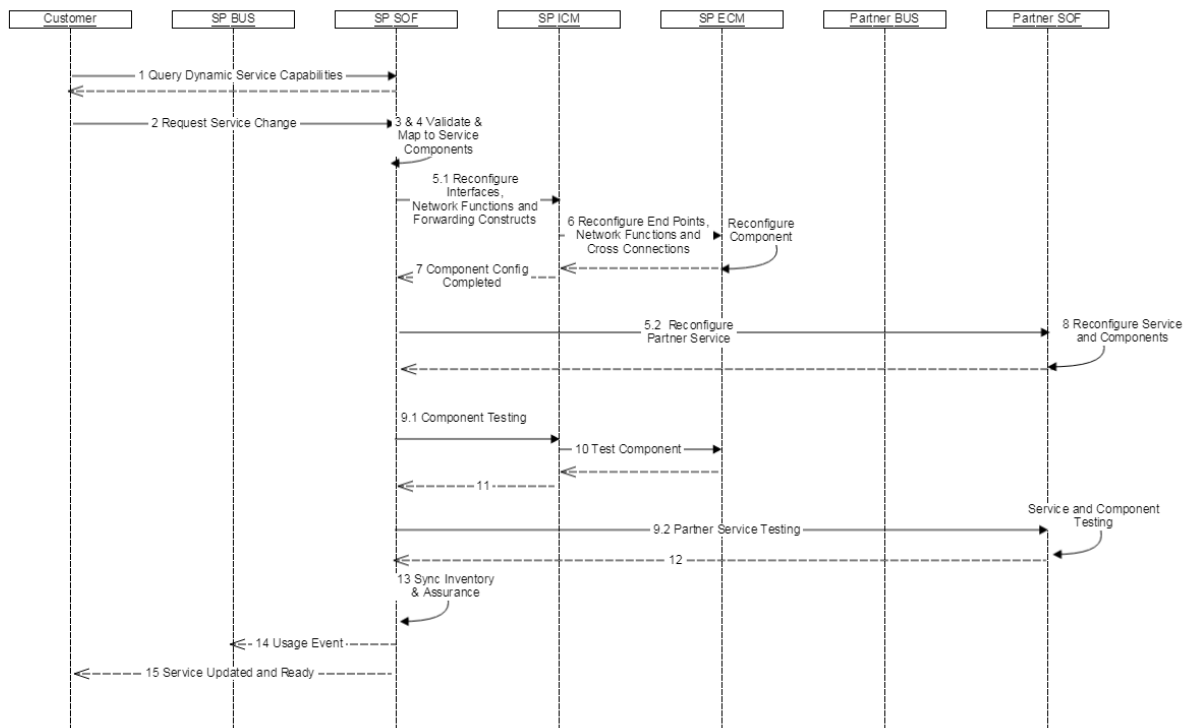 Customer
SP BUS
SP SOF
SP ICM
SP ECM
Partner BUS
Partner SOF
1 Query Dynamic Service Capabilities
2 Request Service Change
3 & 4 Validate &
Map to Service
Components
5.1 Reconfigure
Interfaces,
Network Functions and
Forwarding Constructs
6 Reconfigure End Points,
Network Functions and
Cross Connections
Reconfigure
Component
7 Component Config
Completed
5.2 Reconfigure
Partner Service
8 Reconfigure Service
and Components
9.1 Component Testing
10 Test Component
11
9.2 Partner Service Testing
Service and Component
Testing
12
13 Sync Inventory
& Assurance
14 Usage Event
15 Service Updated and Ready